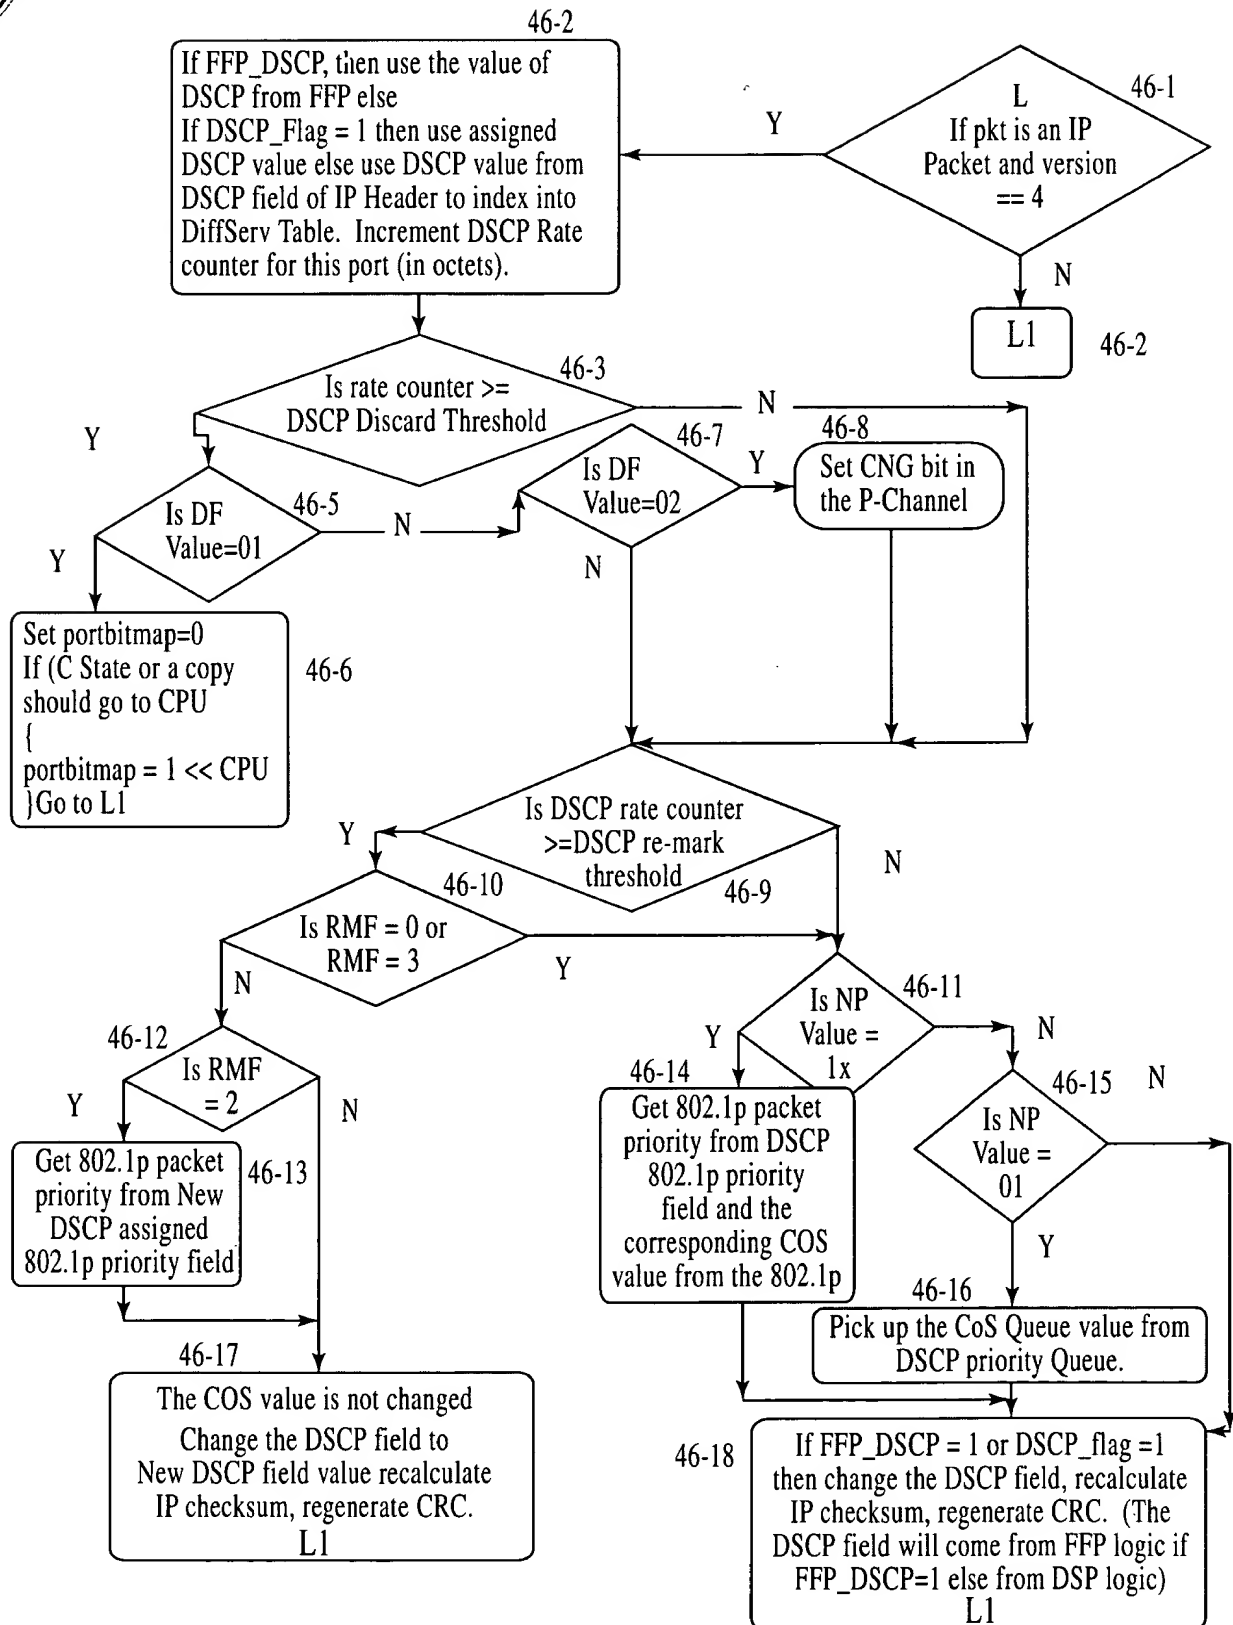 46-2
If FFP_DSCP, then use the value of
DSCP from FFP else
If DSCP_Flag = 1 then use assigned
DSCP value else use DSCP value from
DSCP field of IP Header to index into
DiffServ Table. Increment DSCP Rate
counter for this port (in octets).
46-1
L
If pkt is an IP
Packet and version
== 4
Y
N
L1
46-2
46-3
Is rate counter >=
DSCP Discard Threshold
N
Y
46-5
Is DF
Value=01
N
Y
46-7
Is DF
Value=02
Y
N
46-8
Set CNG bit in
the P-Channel
Set portbitmap=0
If (C State or a copy
should go to CPU
{
portbitmap = 1 << CPU
}Go to L1
46-6
Is DSCP rate counter
>=DSCP re-mark
threshold
46-9
Y
N
46-10
Is RMF = 0 or
RMF = 3
Y
N
46-11
Is NP
Value =
1x
Y
N
46-12
Is RMF
= 2
Y
N
46-13
Get 802.1p packet
priority from New
DSCP assigned
802.1p priority field
46-14
Get 802.1p packet
priority from DSCP
802.1p priority
field and the
corresponding COS
value from the 802.1p
46-15
N
Is NP
Value =
01
Y
46-16
Pick up the CoS Queue value from
DSCP priority Queue.
46-17
The COS value is not changed
Change the DSCP field to
New DSCP field value recalculate
IP checksum, regenerate CRC.
L1
46-18
If FFP_DSCP = 1 or DSCP_flag =1
then change the DSCP field, recalculate
IP checksum, regenerate CRC. (The
DSCP field will come from FFP logic if
FFP_DSCP=1 else from DSP logic)
L1